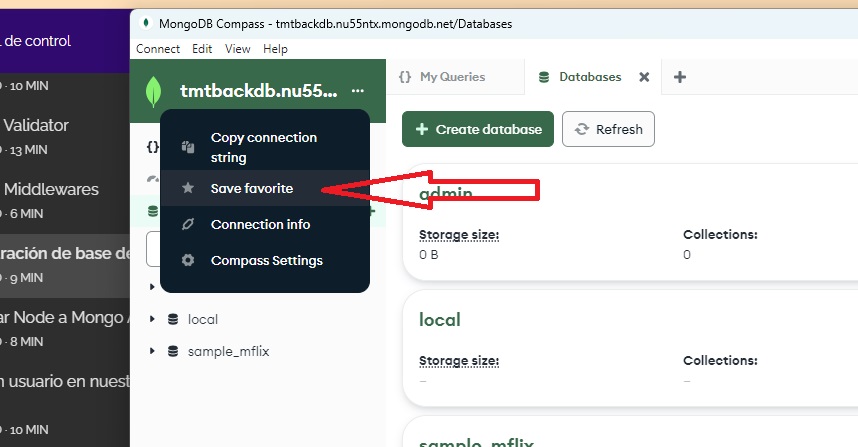 MongoDB Compass - tmtbackdb.nu55ntx.mongodb.net/Databases
Connect Edit View Help
de control
· 10 MIN
Validator
· 13 MIN
Middlewares
· 6 MIN
ración de base de
· 9 MIN
ar Node a Mongo
· 8 MIN
usuario en nuest
· 10 MIN
tmtbackdb.nu55... ...
{}
Copy connection
string
Save favorite
Connection info
Compass Settings
local
sample_mflix
{} My Queries
Databases
Create database
Refresh
admin
Storage size:
0 B
Collections:
0
local
Storage size:
–
Collections:
–
sample_mflix